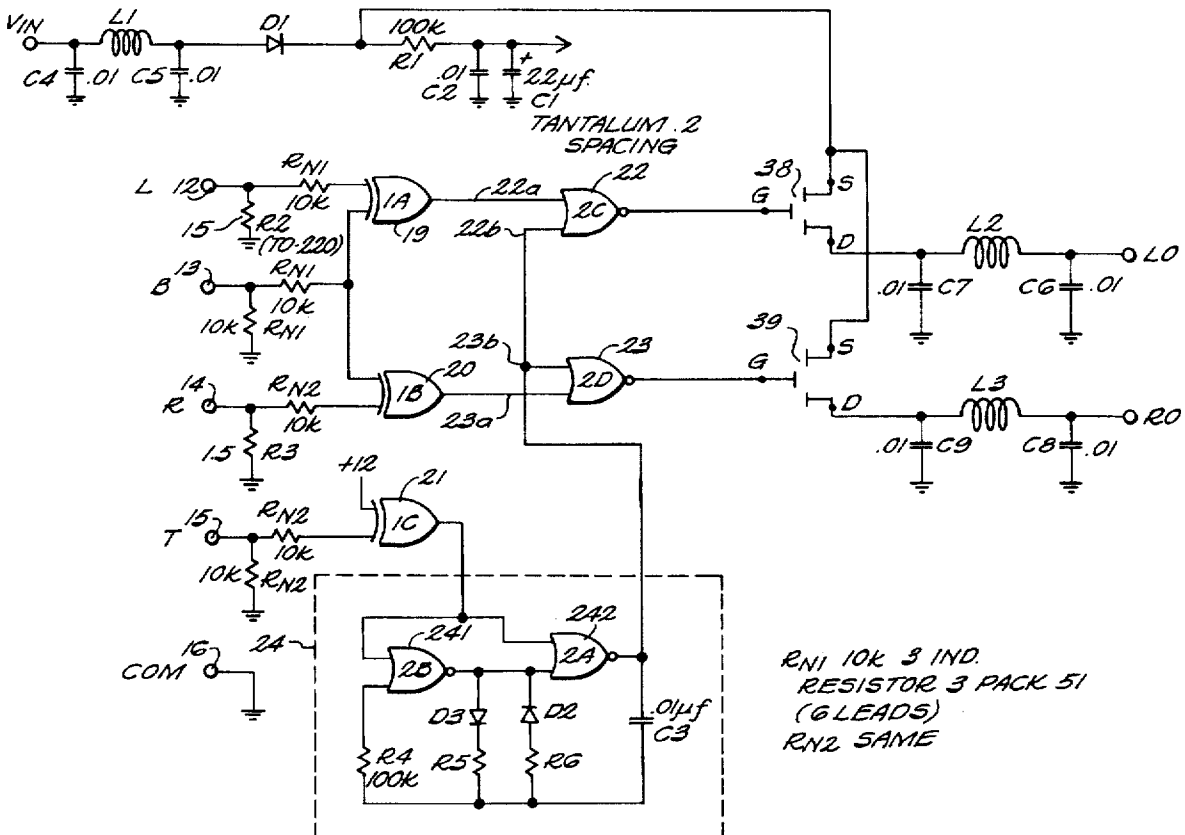 VIN
L1
D1
100K
R1
C4
.01
C5
.01
.01
C2
+
22µf.
C1
TANTALUM .2
SPACING
L
12
RN1
10K
15
R2
(TO-220)
1A
19
22a
22b
22
2C
G
38
S
D
L2
LO
.01
C7
C6
.01
B
13
RN1
10K
10K
RN1
23b
23
2D
G
39
S
D
L3
RO
.01
C9
C8
.01
R
14
RN2
10K
1.5
R3
20
1B
23a
+12
21
1C
T
15
RN2
10K
10K
RN2
COM
16
24
241
2B
242
2A
D3
D2
R4
100K
R5
R6
.01µf
C3
RN1 10K 3 IND.
RESISTOR 3 PACK 51
(6 LEADS)
RN2 SAME